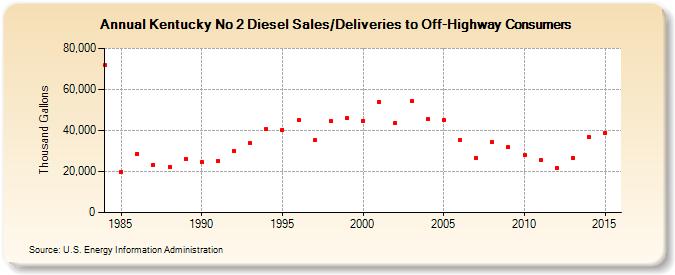 Annual Kentucky No 2 Diesel Sales/Deliveries to Off-Highway Consumers
Thousand Gallons
80,000
60,000
40,000
20,000
0
1985 1990 1995 2000 2005 2010 2015
Source: U.S. Energy Information Administration